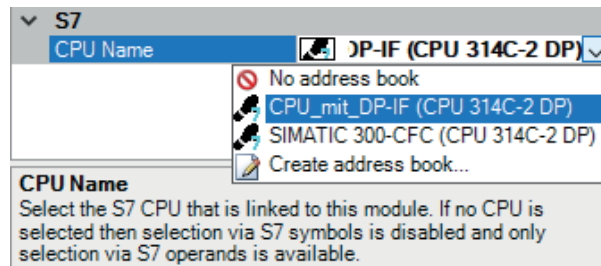 S7
CPU Name DP-IF (CPU 314C-2 DP)
No address book
CPU_mit_DP-IF (CPU 314C-2 DP)
SIMATIC 300-CFC (CPU 314C-2 DP)
Create address book...
CPU Name
Select the S7 CPU that is linked to this module. If no CPU is
selected then selection via S7 symbols is disabled and only
selection via S7 operands is available.